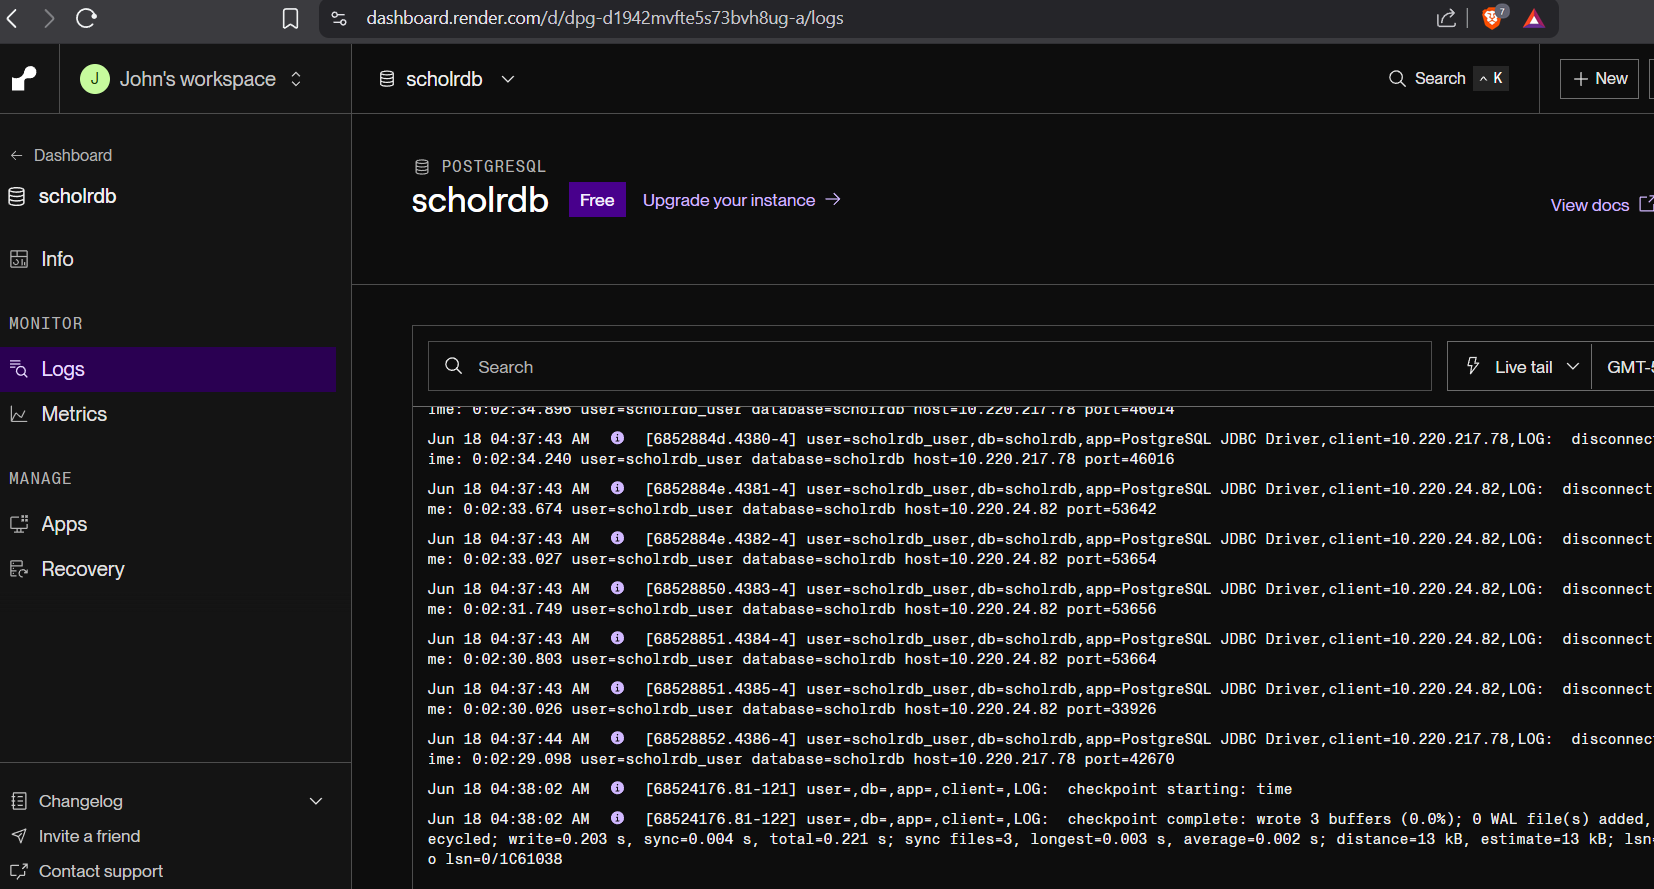 dashboard.render.com/d/dpg-d1942mvfte5s73bvh8ug-a/logs
7
J
John's workspace
scholrdb
Search
^ K
+ New
← Dashboard
scholrdb
Info
MONITOR
Logs
Metrics
MANAGE
Apps
Recovery
Changelog
Invite a friend
Contact support
POSTGRESQL
scholrdb
Free
Upgrade your instance →
View docs
Search
Live tail
GMT-5
ime: 0:02:34.896 user=scholrdb_user database=scholrdb host=10.220.217.78 port=46014
Jun 18 04:37:43 AM [6852884d.4380-4] user=scholrdb_user,db=scholrdb,app=PostgreSQL JDBC Driver,client=10.220.217.78,LOG: disconnec
ime: 0:02:34.240 user=scholrdb_user database=scholrdb host=10.220.217.78 port=46016
Jun 18 04:37:43 AM [6852884e.4381-4] user=scholrdb_user,db=scholrdb,app=PostgreSQL JDBC Driver,client=10.220.24.82,LOG: disconnect
me: 0:02:33.674 user=scholrdb_user database=scholrdb host=10.220.24.82 port=53642
Jun 18 04:37:43 AM [6852884e.4382-4] user=scholrdb_user,db=scholrdb,app=PostgreSQL JDBC Driver,client=10.220.24.82,LOG: disconnect
me: 0:02:33.027 user=scholrdb_user database=scholrdb host=10.220.24.82 port=53654
Jun 18 04:37:43 AM [68528850.4383-4] user=scholrdb_user,db=scholrdb,app=PostgreSQL JDBC Driver,client=10.220.24.82,LOG: disconnect
me: 0:02:31.749 user=scholrdb_user database=scholrdb host=10.220.24.82 port=53656
Jun 18 04:37:43 AM [68528851.4384-4] user=scholrdb_user,db=scholrdb,app=PostgreSQL JDBC Driver,client=10.220.24.82,LOG: disconnect
me: 0:02:30.803 user=scholrdb_user database=scholrdb host=10.220.24.82 port=53664
Jun 18 04:37:43 AM [68528851.4385-4] user=scholrdb_user,db=scholrdb,app=PostgreSQL JDBC Driver,client=10.220.24.82,LOG: disconnect
me: 0:02:30.026 user=scholrdb_user database=scholrdb host=10.220.24.82 port=33926
Jun 18 04:37:44 AM [68528852.4386-4] user=scholrdb_user,db=scholrdb,app=PostgreSQL JDBC Driver,client=10.220.217.78,LOG: disconnec
ime: 0:02:29.098 user=scholrdb_user database=scholrdb host=10.220.217.78 port=42670
Jun 18 04:38:02 AM [68524176.81-121] user=,db=,app=,client=,LOG: checkpoint starting: time
Jun 18 04:38:02 AM [68524176.81-122] user=,db=,app=,client=,LOG: checkpoint complete: wrote 3 buffers (0.0%); 0 WAL file(s) added,
ecycled; write=0.203 s, sync=0.004 s, total=0.221 s; sync files=3, longest=0.003 s, average=0.002 s; distance=13 kB, estimate=13 kB; lsn
o lsn=0/1C61038